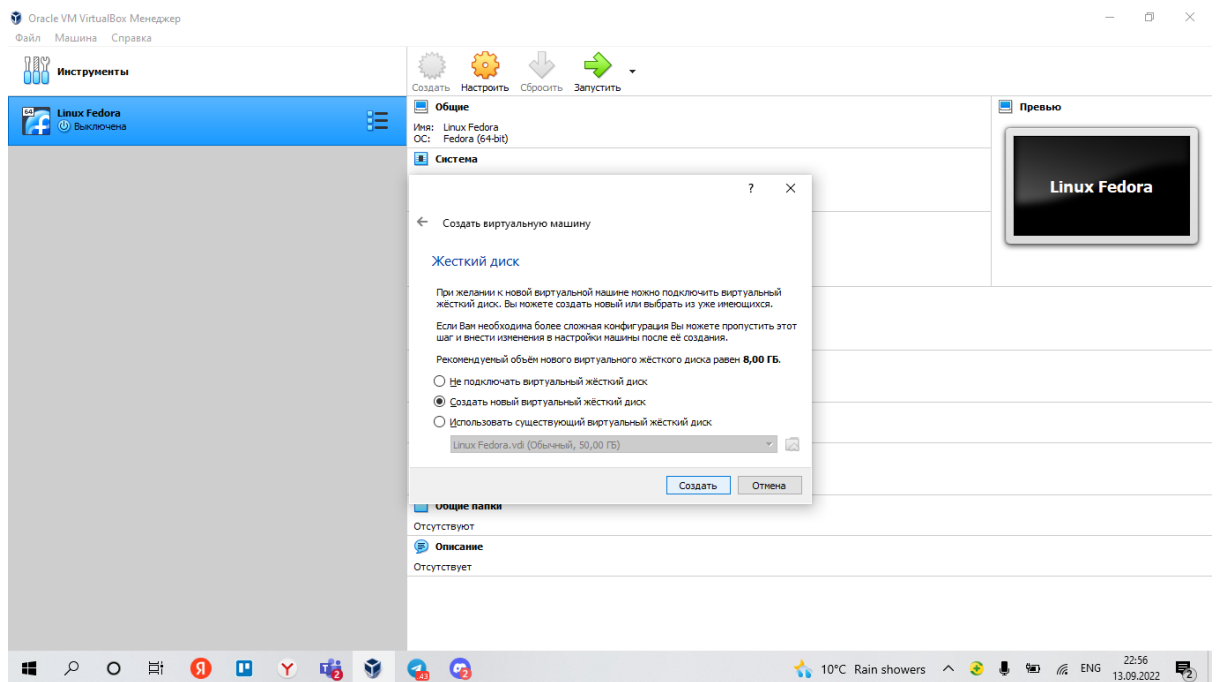 Oracle VM VirtualBox Менеджер
Файл Машина Справка
Инструменты
Создать Настроить Сбросить Запустить
64
Linux Fedora
Выключена
Общие
Имя: Linux Fedora
ОС: Fedora (64-bit)
Система
Превью
Linux Fedora
?
Создать виртуальную машину
Жесткий диск
При желании к новой виртуальной машине можно подключить виртуальный
жёсткий диск. Вы можете создать новый или выбрать из уже имеющихся.
Если Вам необходима более сложная конфигурация Вы можете пропустить этот
шаг и внести изменения в настройки машины после её создания.
Рекомендуемый объём нового виртуального жёсткого диска равен 8,00 ГБ.
Не подключать виртуальный жёсткий диск
Создать новый виртуальный жёсткий диск
Использовать существующий виртуальный жёсткий диск
Linux Fedora.vdi (Обычный, 50,00 ГБ)
Создать Отмена
Общие папки
Отсутствуют
Описание
Отсутствует
10°C Rain showers ENG 22:56
13.09.2022